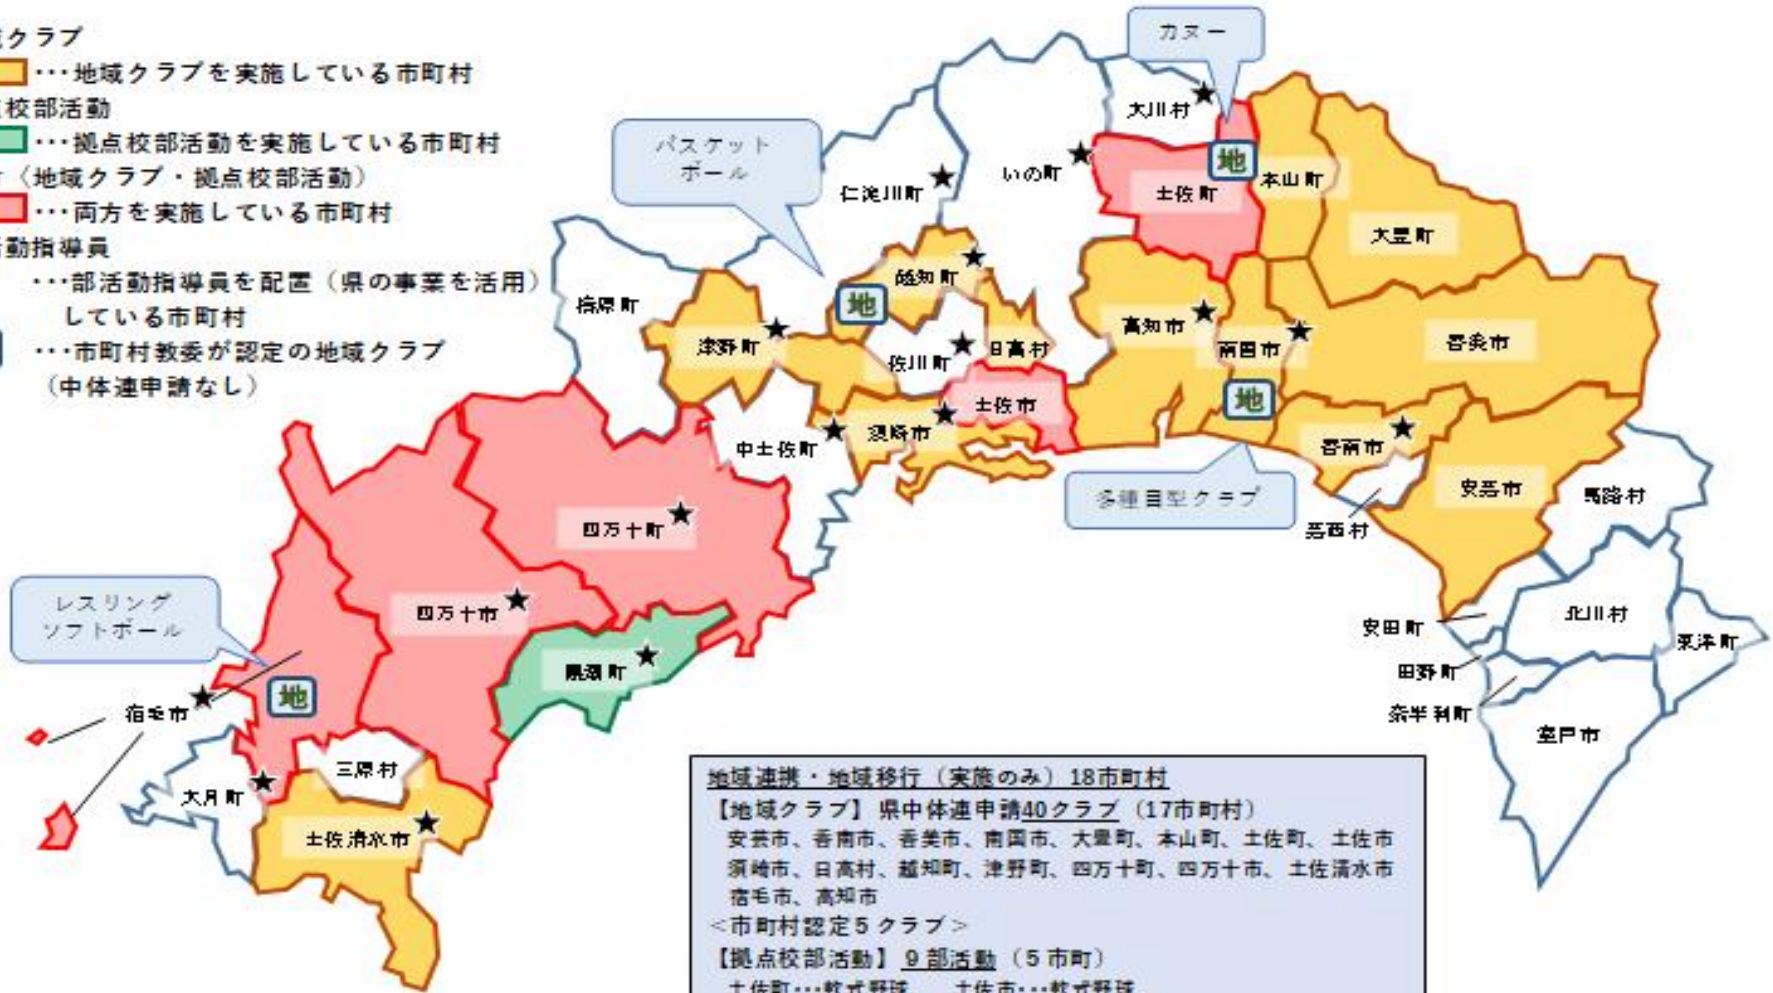 クラブ
・・・地域クラブを実施している市町村
校部活動
・・・拠点校部活動を実施している市町村
（地域クラブ・拠点校部活動）
・・・両方を実施している市町村
動指導員
・・・部活動指導員を配置（県の事業を活用）
している市町村
・・・市町村教委が認定の地域クラブ
（中体連申請なし）
カヌー
大川村
バスケット
ボール
いの町
仁淀川町
地
本山町
土佐町
大豊町
越知町
梼原町
地
高知市
津野町
佐川町
日高村
南国市
香美市
土佐市
地
須崎市
中土佐町
香南市
多種目型クラブ
安芸市
馬路村
芸西村
四万十町
レスリング
ソフトボール
四万十市
安田町
北川村
東洋町
黒潮町
田野町
地
宿毛市
奈半利町
室戸市
三原村
大月町
土佐清水市
地域連携・地域移行（実施のみ）18市町村
【地域クラブ】県中体連申請40クラブ（17市町村）
安芸市、香南市、香美市、南国市、大豊町、本山町、土佐町、土佐市
須崎市、日高村、越知町、津野町、四万十町、四万十市、土佐清水市
宿毛市、高知市
＜市町村認定5クラブ＞
【拠点校部活動】9部活動（5市町）
土佐町・・・軟式野球　土佐市・・・軟式野球